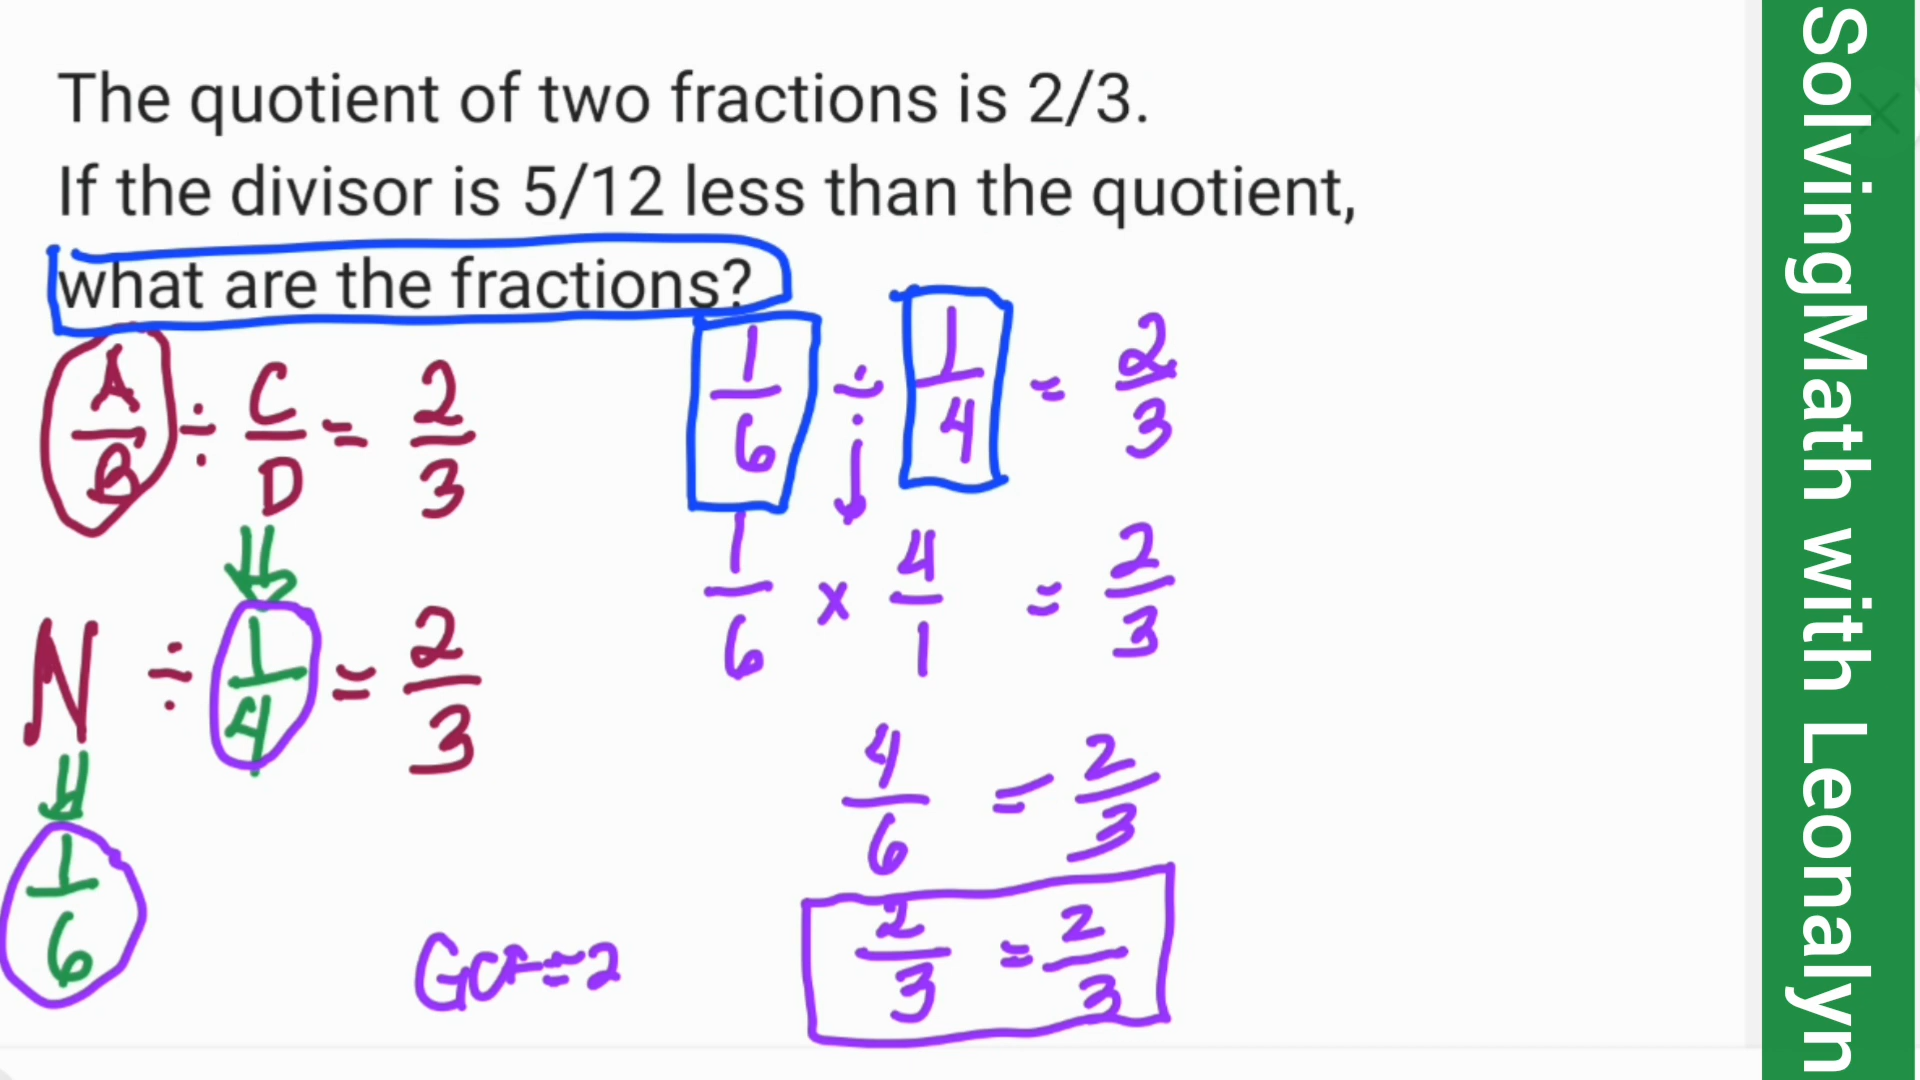 The quotient of two fractions is 2/3.
If the divisor is 5/12 less than the quotient,
what are the fractions?
A/B ÷ C/D = 2/3
N ÷ 1/4 = 2/3
1/6
1/6 ÷ 1/4 = 2/3
1/6 x 4/1 = 2/3
4/6 = 2/3
GCF=2
2/3 = 2/3
SolvingMath with Leonalyn